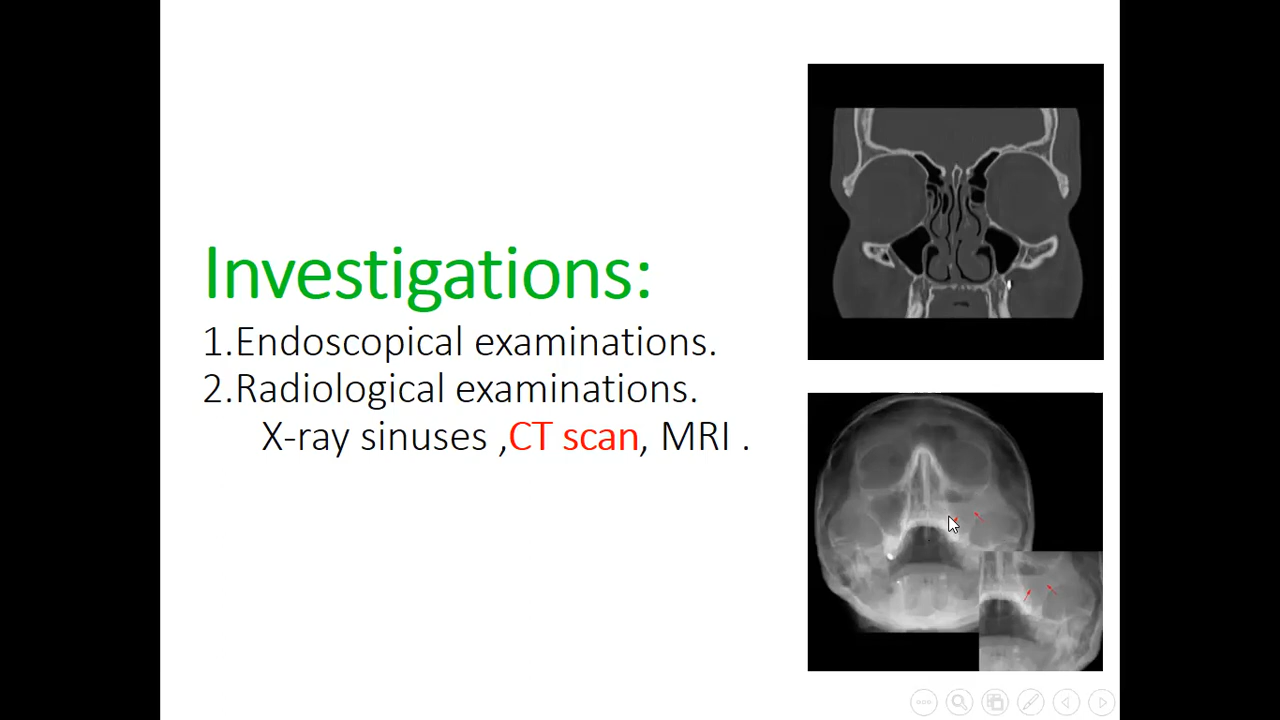 Investigations:
1.Endoscopical examinations.
2.Radiological examinations.
X-ray sinuses ,CT scan, MRI .